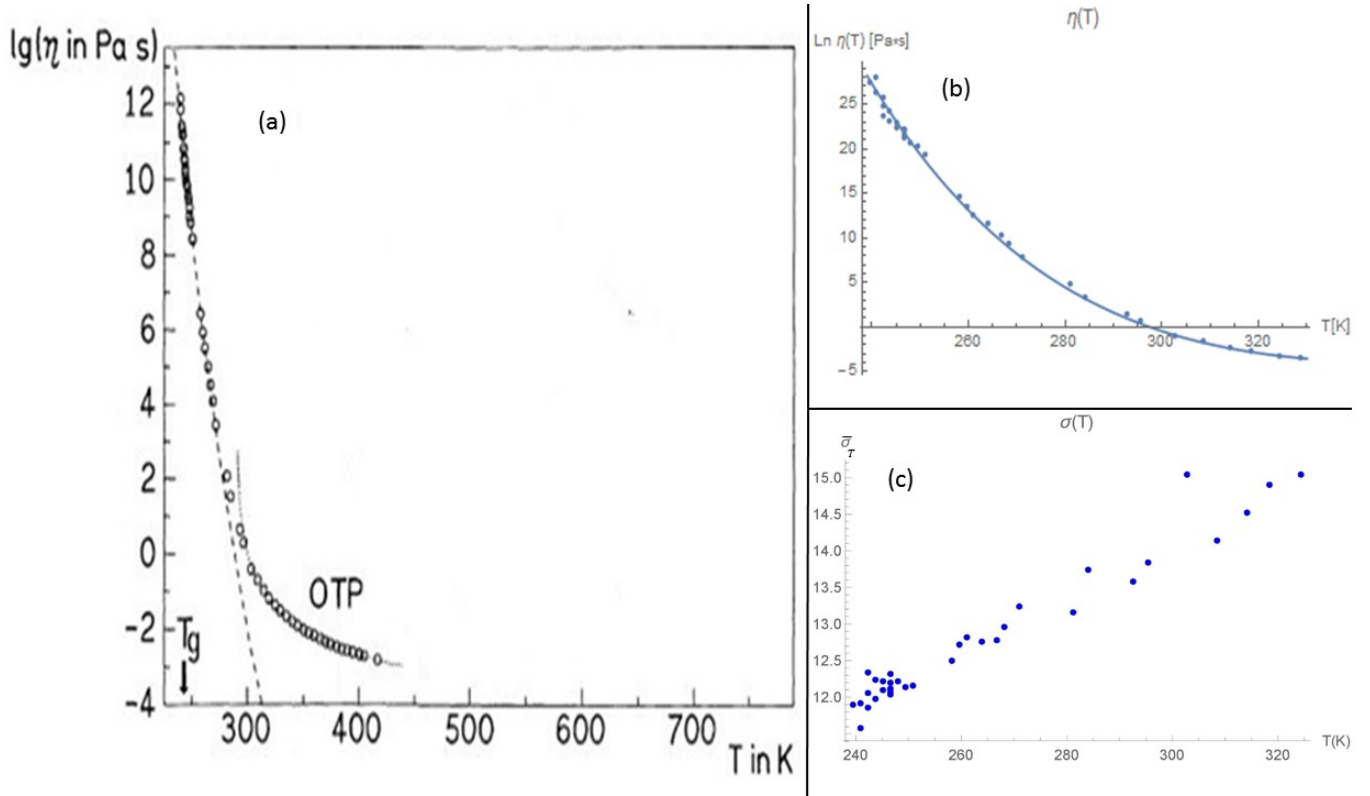 lg(η in Pa s)
(a)
12
10
8
6
4
2
0
-2
-4
Tg
OTP
300
400
500
600
700
T in K
η(T)
Ln η(T) [Pa*s]
(b)
25
20
15
10
5
-5
260
280
300
320
T[K]
σ(T)
σ̅_T
(c)
15.0
14.5
14.0
13.5
13.0
12.5
12.0
240
260
280
300
320
T(K)